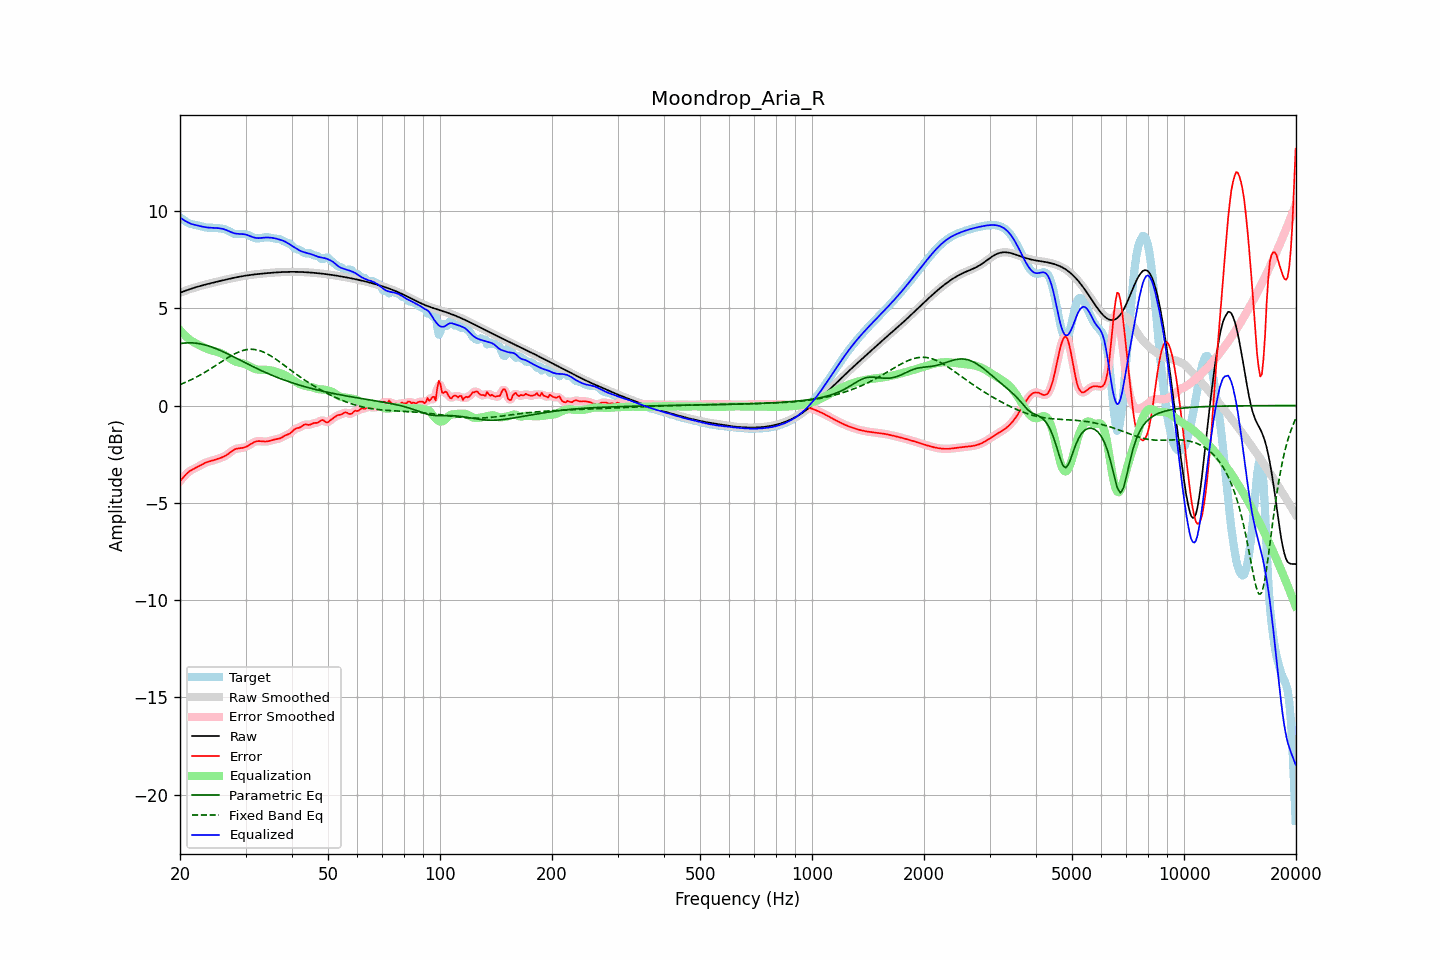 Moondrop_Aria_R
Amplitude (dBr)
10
5
0
−5
−10
−15
−20
Target
Raw Smoothed
Error Smoothed
Raw
Error
Equalization
Parametric Eq
Fixed Band Eq
Equalized
20 50 100 200 500 1000 2000 5000 10000 20000
Frequency (Hz)